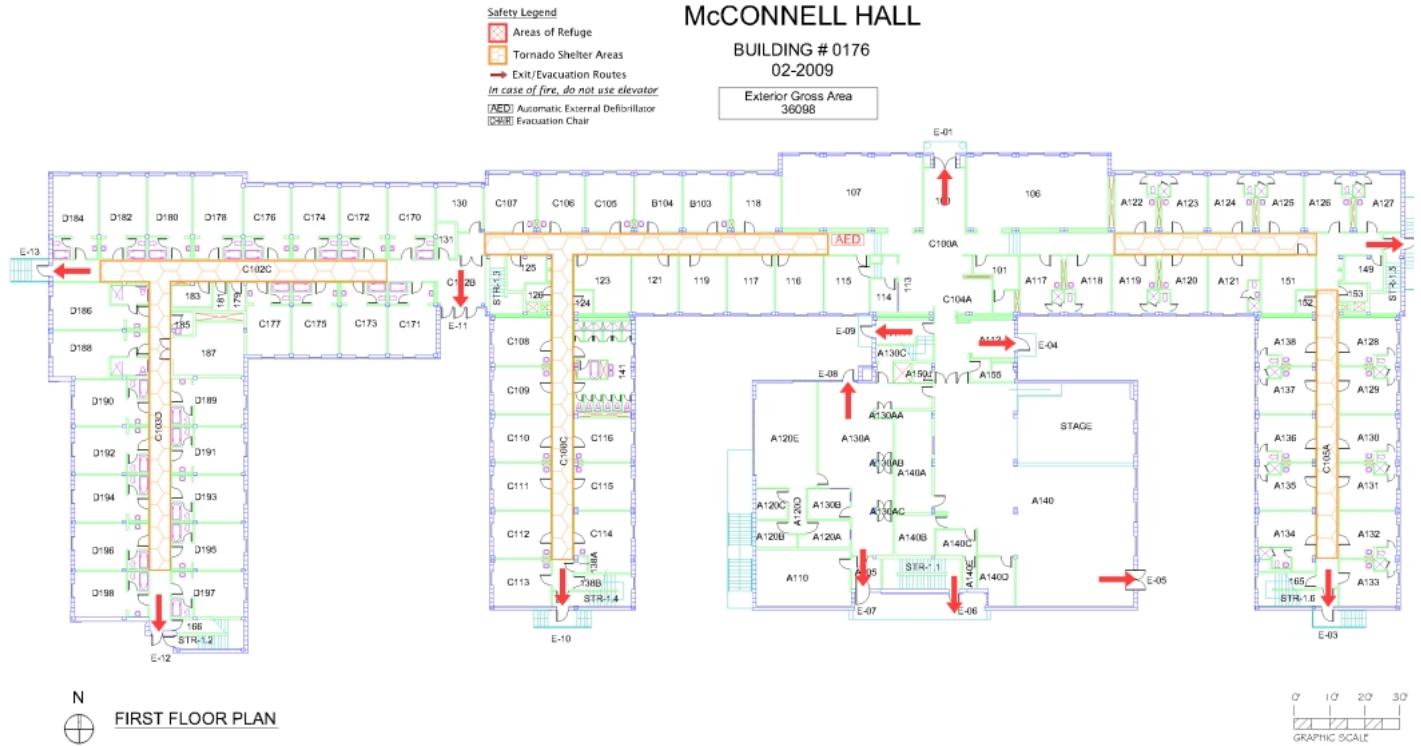 Safety Legend
Areas of Refuge
Tornado Shelter Areas
Exit/Evacuation Routes
In case of fire, do not use elevator
AED Automatic External Defibrillator
CHAIR Evacuation Chair
McCONNELL HALL
BUILDING # 0176
02-2009
Exterior Gross Area
36098
E-01
D184
D182
D180
D178
C176
C174
C172
C170
130
131
C107
C106
C105
B104
B103
118
107
106
A122
A123
A124
A125
A126
A127
AED
C100A
E-13
C102C
C102B
STR-1.3
125
123
121
119
117
116
115
114
113
101
C104A
A117
A118
A119
A120
A121
151
149
STR-1.5
152
153
124
D186
183
181
179
185
C177
C175
C173
C171
E-11
D188
187
E-09
E-04
A130C
A150
A155
E-08
C108
C109
141
A138
A128
A137
A129
D190
D189
C103D
D192
D191
D194
D193
D196
D195
D198
D197
166
STR-1.2
E-12
C110
C116
C111
C115
C112
C114
C113
138A
138B
STR-1.4
E-10
A120E
A130A
A130AA
A130AB
A140A
A130AC
A120C
A120D
A130B
A120B
A120A
A140B
A140C
A110
STR-1.1
A140E
A140D
E-07
E-06
E-05
STAGE
A140
A136
A130
C105A
A135
A131
A134
A132
165
A133
STR-1.6
E-03
N
FIRST FLOOR PLAN
0' 10' 20' 30'
GRAPHIC SCALE